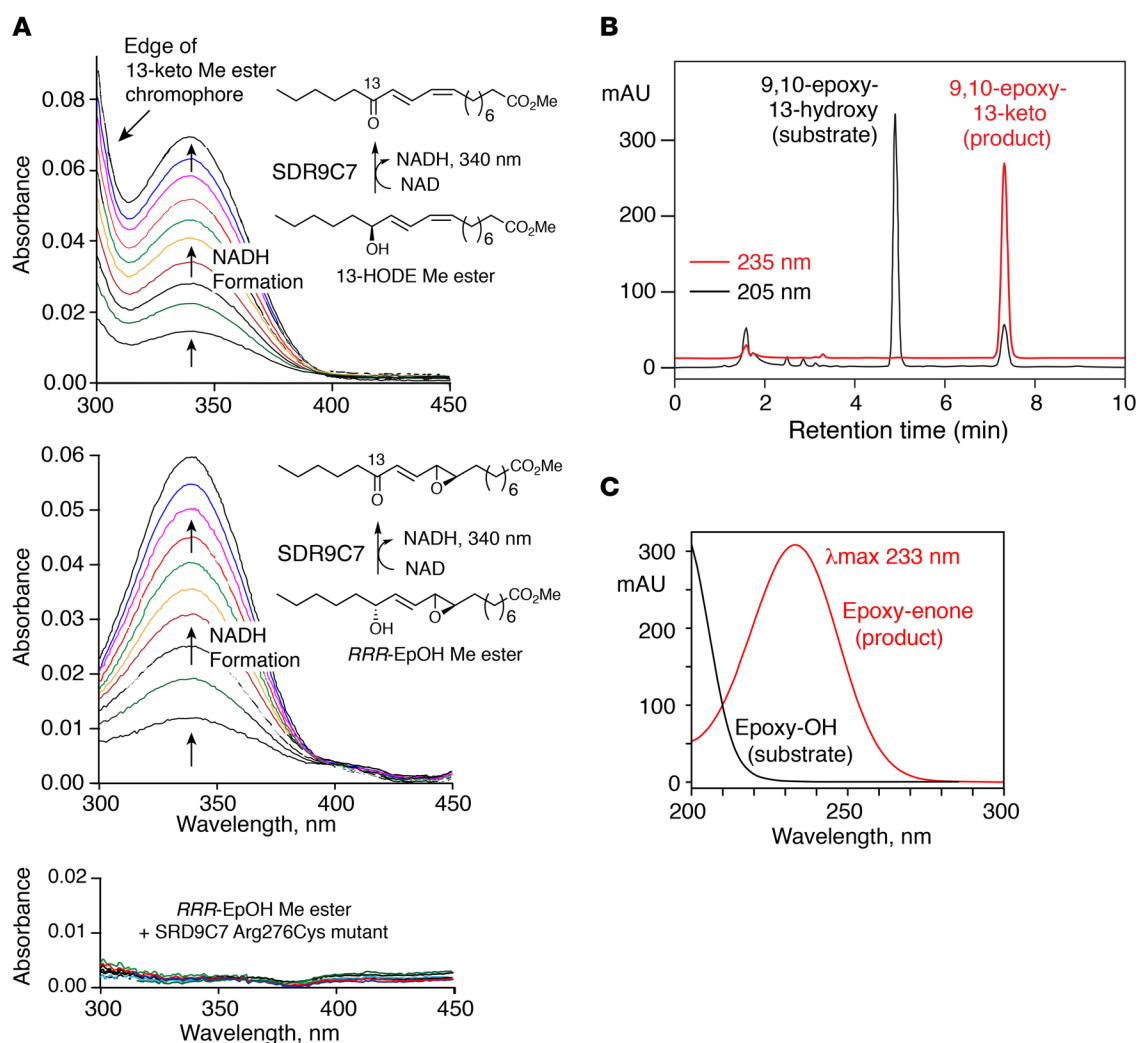 A
Edge of
13-keto Me ester
chromophore
Absorbance
0.08
0.06
0.04
0.02
0.00
300
350
400
450
13
O
CO2Me
6
SDR9C7
NADH, 340 nm
NAD
CO2Me
6
OH
13-HODE Me ester
NADH
Formation
Absorbance
0.06
0.05
0.04
0.03
0.02
0.01
0.00
300
350
400
450
Wavelength, nm
13
O
O
CO2Me
6
SDR9C7
NADH, 340 nm
NAD
CO2Me
6
O
OH
RRR-EpOH Me ester
NADH
Formation
Absorbance
0.02
0.01
0.00
RRR-EpOH Me ester
+ SRD9C7 Arg276Cys mutant
300
350
400
450
Wavelength, nm
B
mAU
300
200
100
0
9,10-epoxy-
13-hydroxy
(substrate)
9,10-epoxy-
13-keto
(product)
235 nm
205 nm
0
2
4
6
8
10
Retention time (min)
C
300
mAU
200
100
0
λmax 233 nm
Epoxy-enone
(product)
Epoxy-OH
(substrate)
200
250
300
Wavelength, nm